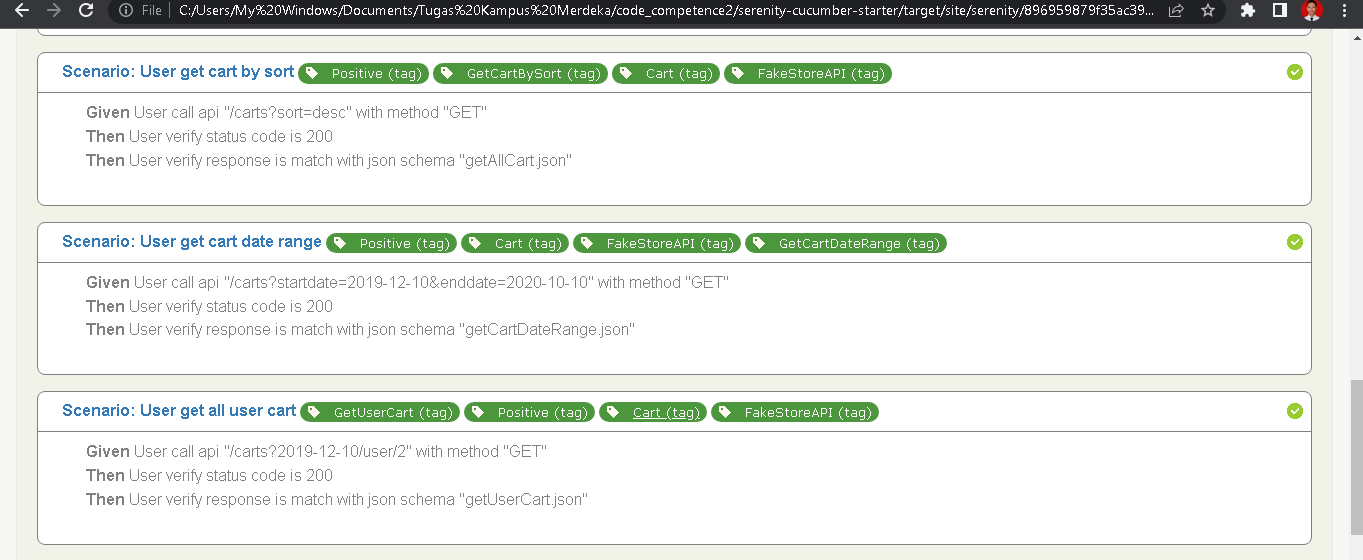 File C:/Users/My%20Windows/Documents/Tugas%20Kampus%20Merdeka/code_competence2/serenity-cucumber-starter/target/site/serenity/896959879f35ac39...
Scenario: User get cart by sort Positive (tag) GetCartBySort (tag) Cart (tag) FakeStoreAPI (tag)
Given User call api "/carts?sort=desc" with method "GET"
Then User verify status code is 200
Then User verify response is match with json schema "getAllCart.json"
Scenario: User get cart date range Positive (tag) Cart (tag) FakeStoreAPI (tag) GetCartDateRange (tag)
Given User call api "/carts?startdate=2019-12-10&enddate=2020-10-10" with method "GET"
Then User verify status code is 200
Then User verify response is match with json schema "getCartDateRange.json"
Scenario: User get all user cart GetUserCart (tag) Positive (tag) Cart (tag) FakeStoreAPI (tag)
Given User call api "/carts?2019-12-10/user/2" with method "GET"
Then User verify status code is 200
Then User verify response is match with json schema "getUserCart.json"